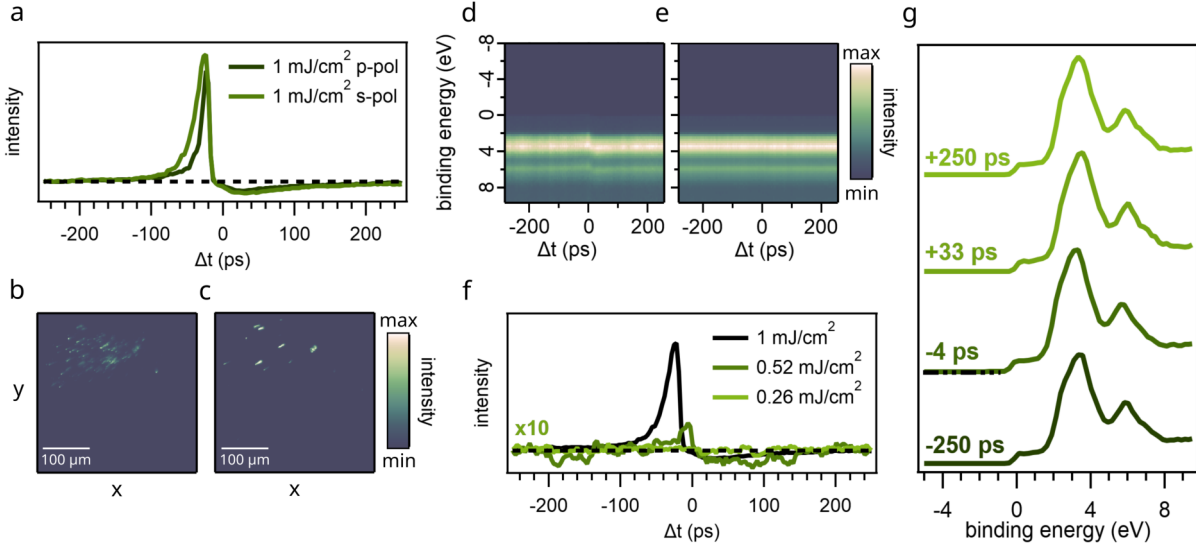 a
intensity
1 mJ/cm² p-pol
1 mJ/cm² s-pol
-200 -100 0 100 200
Δt (ps)
b
c
y
100 μm
100 μm
x
x
max
intensity
min
d
e
binding energy (eV)
-8
-4
0
4
8
-200 0 200
-200 0 200
Δt (ps)
Δt (ps)
max
intensity
min
f
intensity
1 mJ/cm²
0.52 mJ/cm²
0.26 mJ/cm²
x10
-200 -100 0 100 200
Δt (ps)
g
+250 ps
+33 ps
-4 ps
-250 ps
-4 0 4 8
binding energy (eV)